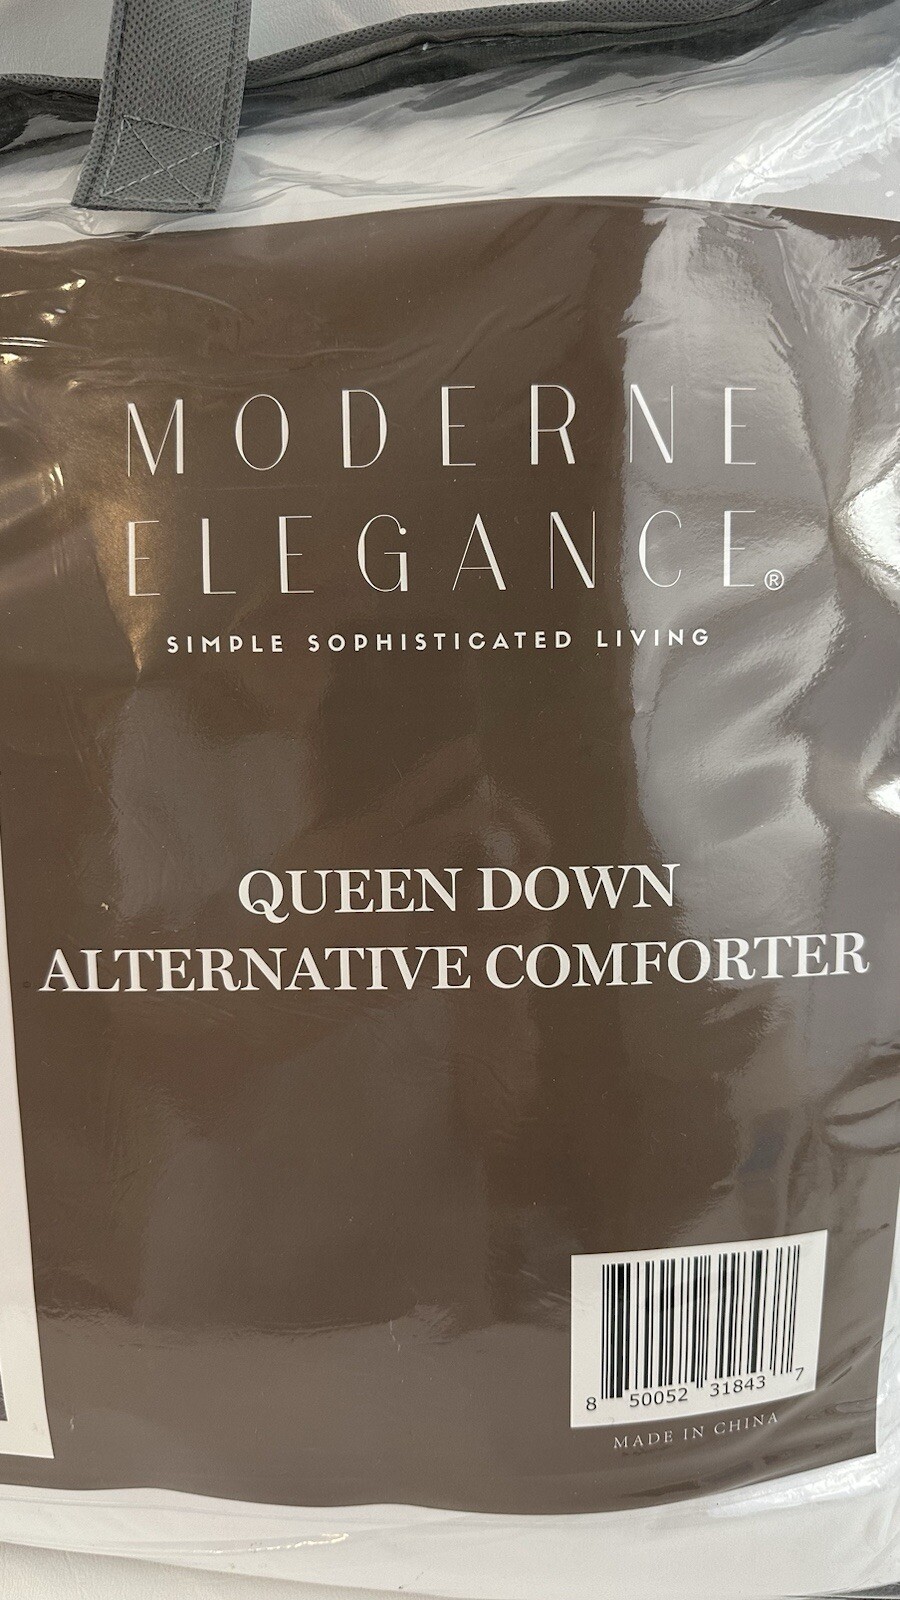 MODERNE
ELEGANCE®
SIMPLE SOPHISTICATED LIVING
QUEEN DOWN
ALTERNATIVE COMFORTER
8 50052 31843 7
MADE IN CHINA